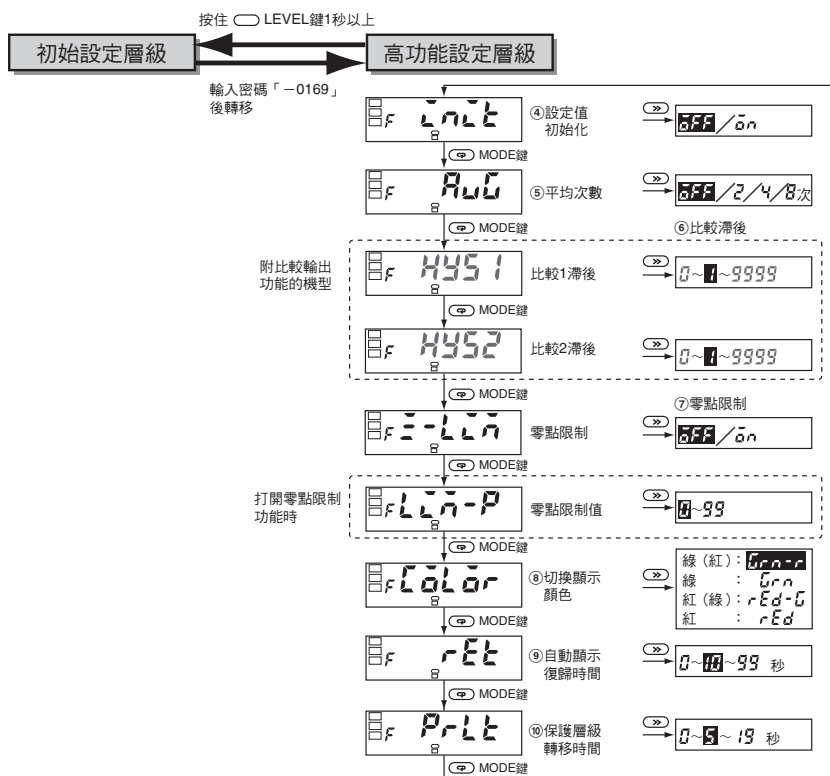 按住 LEVEL鍵1秒以上
初始設定層級
高功能設定層級
輸入密碼「－0169」
後轉移
F init
④設定值
初始化
oFF/on
MODE鍵
F AvG
⑤平均次數
oFF/2/4/8次
MODE鍵
⑥比較滯後
附比較輸出
功能的機型
F HYS1
比較1滯後
0~1~9999
MODE鍵
F HYS2
比較2滯後
0~1~9999
MODE鍵
⑦零點限制
F Z-Lim
零點限制
oFF/on
MODE鍵
打開零點限制
功能時
F Lim-P
零點限制值
~99
MODE鍵
F CoLor
⑧切換顯示
顏色
綠（紅）：Grn-r
綠　　：Grn
紅（綠）：rEd-G
紅　　：rEd
MODE鍵
F rEt
⑨自動顯示
復歸時間
0~10~99 秒
MODE鍵
F PrLt
⑩保護層級
轉移時間
0~5~19 秒
MODE鍵